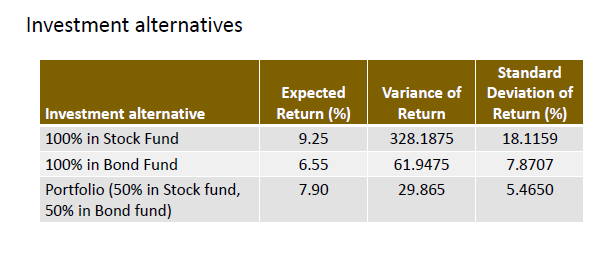 Investment alternatives
Investment alternative Expected Return (%) Variance of Return Standard Deviation of Return (%)
100% in Stock Fund 9.25 328.1875 18.1159
100% in Bond Fund 6.55 61.9475 7.8707
Portfolio (50% in Stock fund, 7.90 29.865 5.4650
50% in Bond fund)